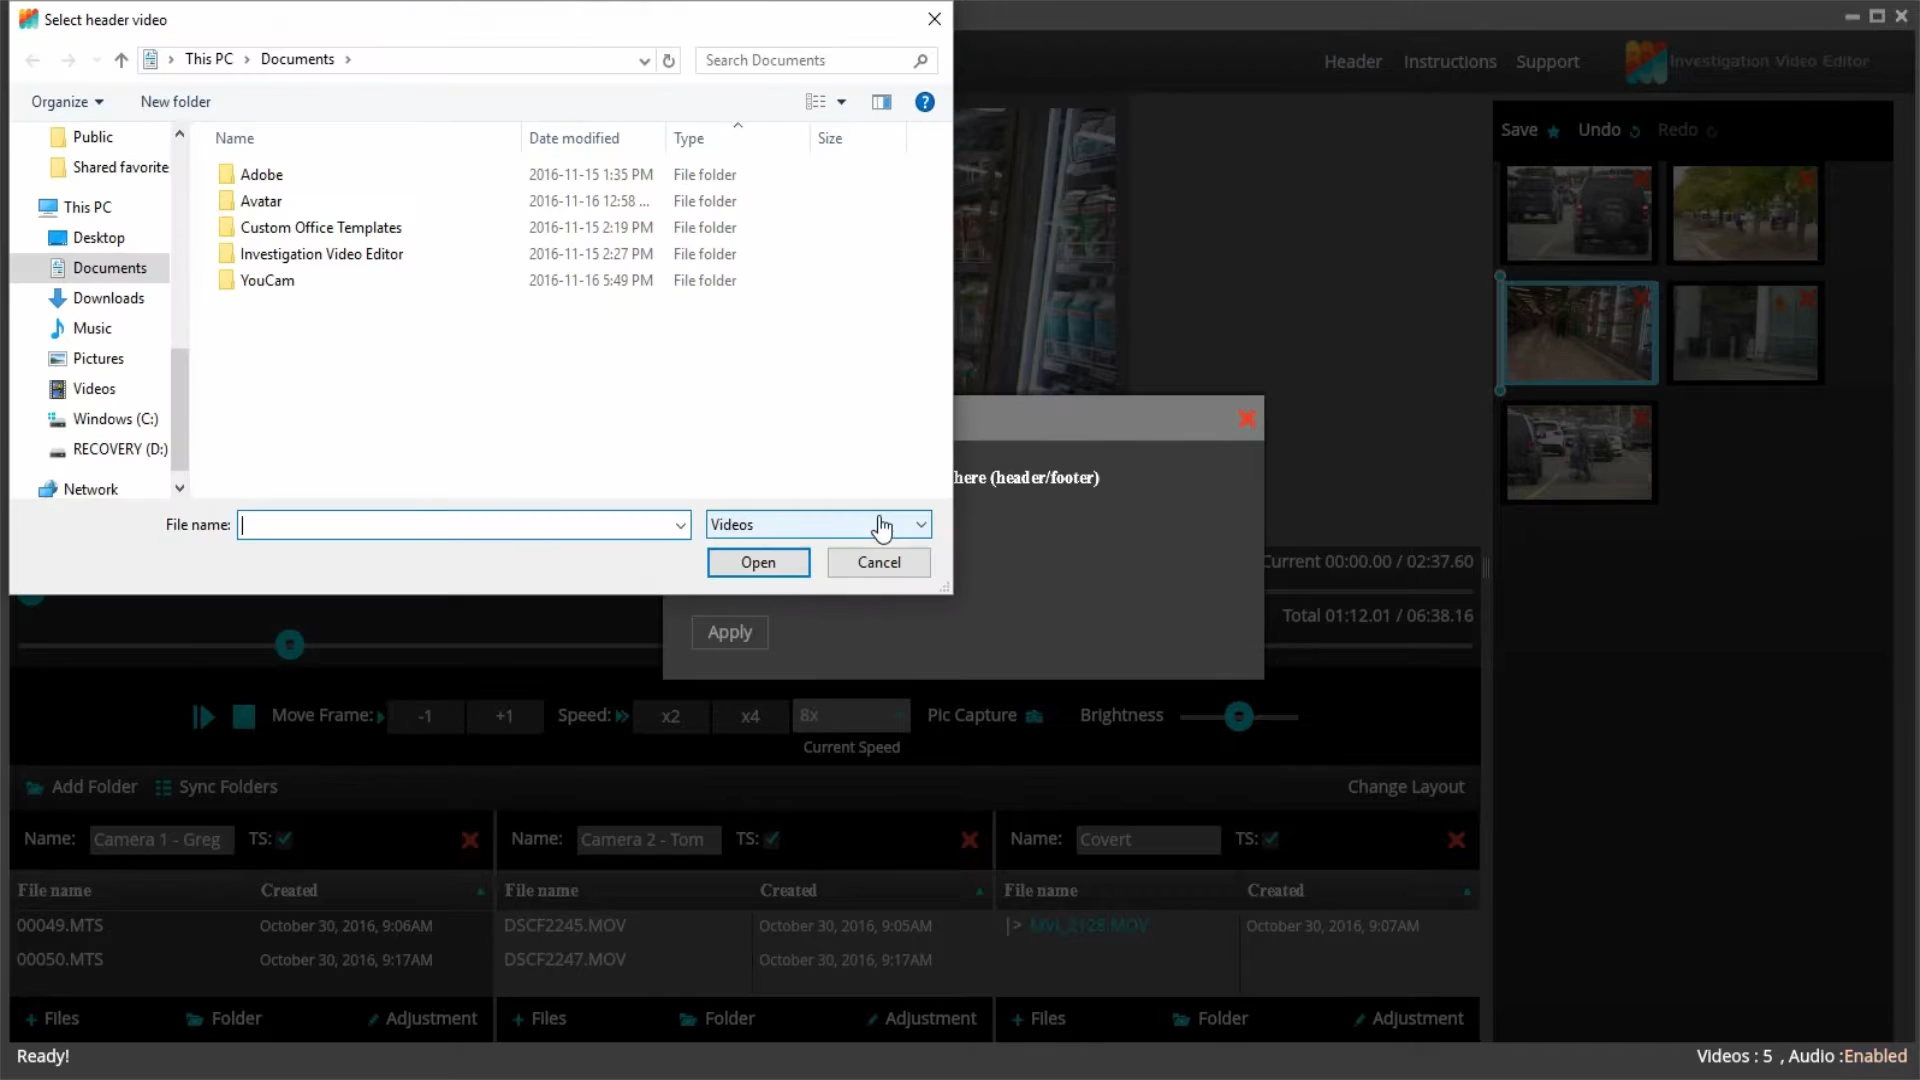 Select header video
This PC > Documents >
Search Documents
Organize
New folder
?
Public
Shared favorite
This PC
Desktop
Documents
Downloads
Music
Pictures
Videos
Windows (C:)
RECOVERY (D:)
Network
Name Date modified Type Size
Adobe 2016-11-15 1:35 PM File folder
Avatar 2016-11-16 12:58 ... File folder
Custom Office Templates 2016-11-15 2:19 PM File folder
Investigation Video Editor 2016-11-15 2:27 PM File folder
YouCam 2016-11-16 5:49 PM File folder
File name:
Videos
Open
Cancel
Header Instructions Support
Investigation Video Editor
Save Undo Redo
here (header/footer)
Apply
Current 00:00.00 / 02:37.60
Total 01:12.01 / 06:38.16
Move Frame: -1 +1 Speed: x2 x4 8x Pic Capture Brightness
Current Speed
Add Folder Sync Folders Change Layout
Name: Camera 1 - Greg TS:
File name Created
00049.MTS October 30, 2016, 9:06AM
00050.MTS October 30, 2016, 9:17AM
+ Files Folder Adjustment
Name: Camera 2 - Tom TS:
File name Created
DSCF2245.MOV October 30, 2016, 9:05AM
DSCF2247.MOV October 30, 2016, 9:17AM
+ Files Folder Adjustment
Name: Covert TS:
File name Created
|> MVI_2128.MOV October 30, 2016, 9:07AM
+ Files Folder Adjustment
Ready!
Videos : 5 , Audio :Enabled